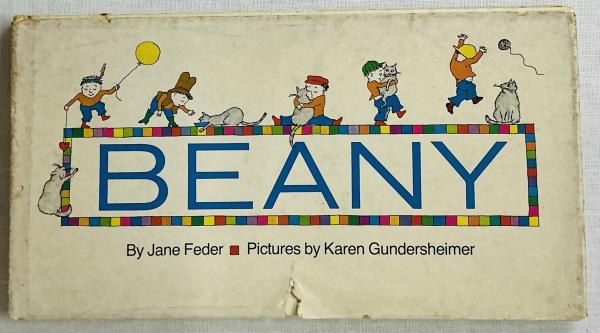 BEANY
By Jane Feder ■ Pictures by Karen Gundersheimer